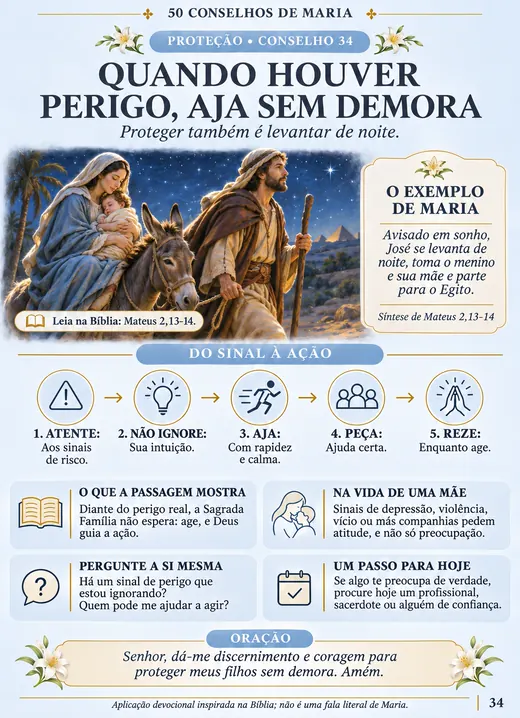 50 CONSELHOS DE MARIA
PROTEÇÃO • CONSELHO 34
QUANDO HOUVER
PERIGO, AJA SEM DEMORA
Proteger também é levantar de noite.
O EXEMPLO
DE MARIA
Avisado em sonho,
José se levanta de
noite, toma o menino
e sua mãe e parte
para o Egito.
Síntese de Mateus 2,13-14
Leia na Bíblia: Mateus 2,13-14.
DO SINAL À AÇÃO
1. ATENTE:
Aos sinais
de risco.
2. NÃO IGNORE:
Sua intuição.
3. AJA:
Com rapidez
e calma.
4. PEÇA:
Ajuda certa.
5. REZE:
Enquanto age.
O QUE A PASSAGEM MOSTRA
Diante do perigo real, a Sagrada
Família não espera: age, e Deus
guia a ação.
NA VIDA DE UMA MÃE
Sinais de depressão, violência,
vício ou más companhias pedem
atitude, e não só preocupação.
PERGUNTE A SI MESMA
Há um sinal de perigo que
estou ignorando?
Quem pode me ajudar a agir?
UM PASSO PARA HOJE
Se algo te preocupa de verdade,
procure hoje um profissional,
sacerdote ou alguém de confiança.
ORAÇÃO
Senhor, dá-me discernimento e coragem para
proteger meus filhos sem demora. Amém.
Aplicação devocional inspirada na Bíblia; não é uma fala literal de Maria.
34